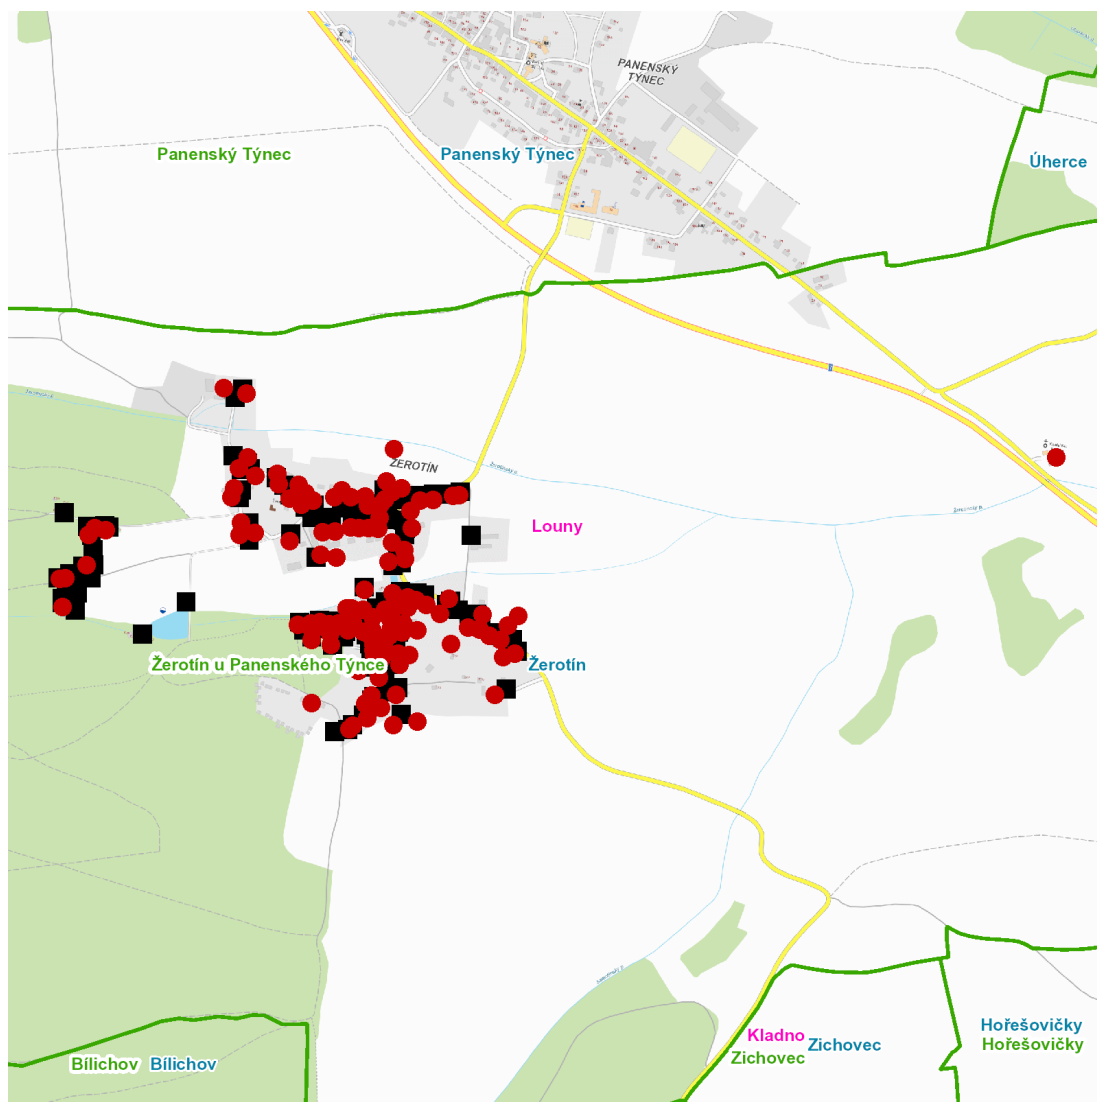 PANENSKÝ
TÝNEC
Panenský Týnec
Panenský Týnec
Úherce
ŽEROTÍN
Louny
Žerotín u Panenského Týnce
Žerotín
Bílichov
Bílichov
Kladno
Zichovec
Zichovec
Hořešovičky
Hořešovičky